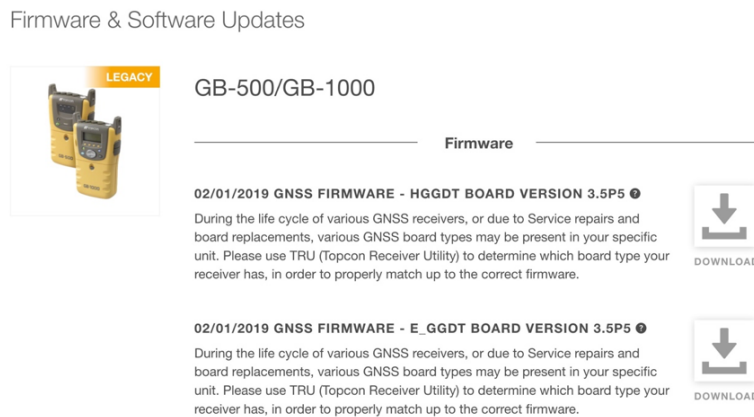 Firmware & Software Updates
LEGACY
GB-500/GB-1000
Firmware
02/01/2019 GNSS FIRMWARE - HGGDT BOARD VERSION 3.5P5 ?
During the life cycle of various GNSS receivers, or due to Service repairs and
board replacements, various GNSS board types may be present in your specific
unit. Please use TRU (Topcon Receiver Utility) to determine which board type your
receiver has, in order to properly match up to the correct firmware.
DOWNLOAD
02/01/2019 GNSS FIRMWARE - E_GGDT BOARD VERSION 3.5P5 ?
During the life cycle of various GNSS receivers, or due to Service repairs and
board replacements, various GNSS board types may be present in your specific
unit. Please use TRU (Topcon Receiver Utility) to determine which board type your
receiver has, in order to properly match up to the correct firmware.
DOWNLOAD